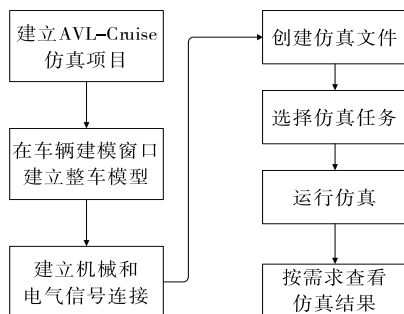 建立AVL-Cruise
仿真项目
在车辆建模窗口
建立整车模型
建立机械和
电气信号连接
创建仿真文件
选择仿真任务
运行仿真
按需求查看
仿真结果